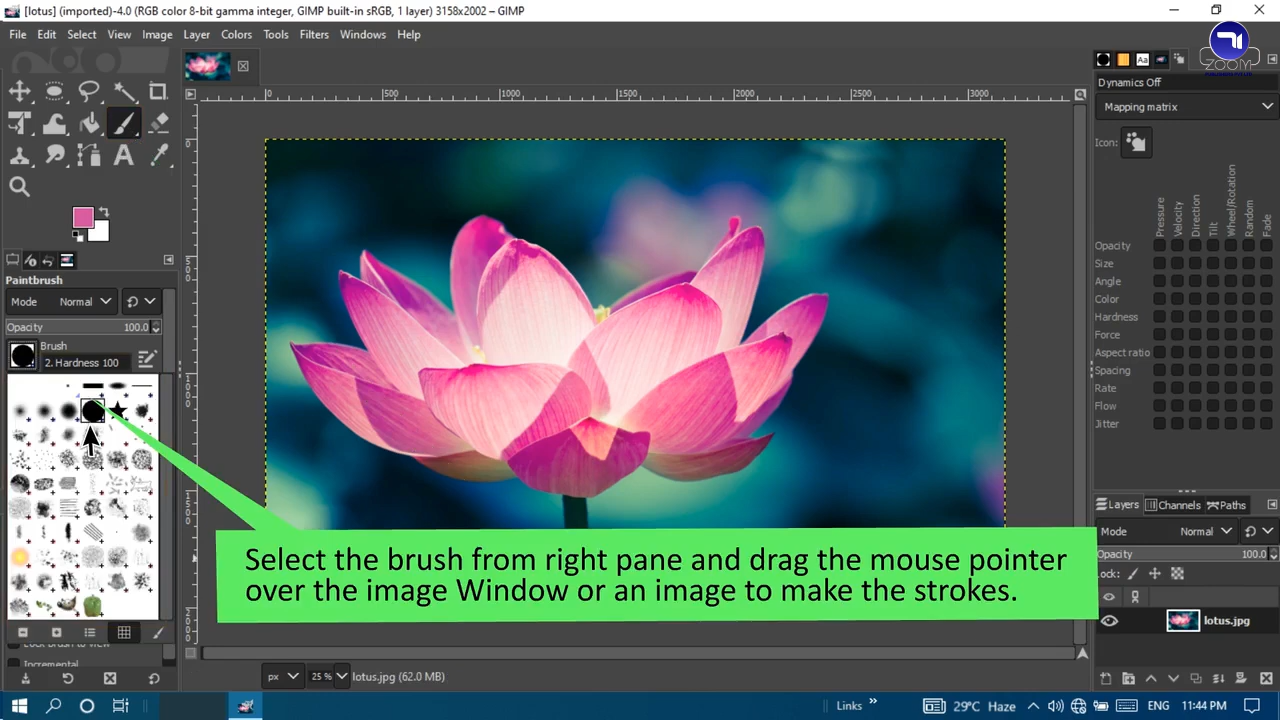 [lotus] (imported)-4.0 (RGB color 8-bit gamma integer, GIMP built-in sRGB, 1 layer) 3158x2002 – GIMP
File Edit Select View Image Layer Colors Tools Filters Windows Help
ZOOM
0 500 1000 1500 2000 2500 3000
Dynamics Off
Mapping matrix
Icon:
Pressure
Velocity
Direction
Tilt
Wheel/Rotation
Random
Fade
Opacity
Size
Angle
Color
Hardness
Force
Aspect ratio
Spacing
Rate
Flow
Jitter
Paintbrush
Mode Normal
Opacity 100.0
Brush
2. Hardness 100
Incremental
Select the brush from right pane and drag the mouse pointer
over the image Window or an image to make the strokes.
Layers Channels Paths
Mode Normal
Opacity 100.0
Lock:
lotus.jpg
px 25 % lotus.jpg (62.0 MB)
Links » 29°C Haze ENG 11:44 PM